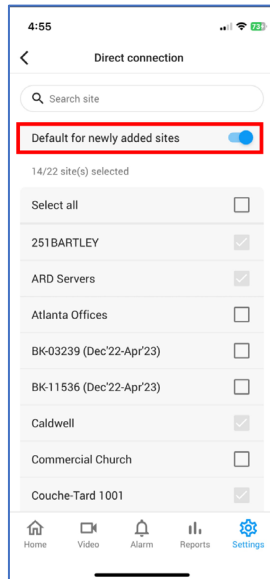 4:55
73
Direct connection
Search site
Default for newly added sites
14/22 site(s) selected
Select all
251BARTLEY
ARD Servers
Atlanta Offices
BK-03239 (Dec'22-Apr'23)
BK-11536 (Dec'22-Apr'23)
Caldwell
Commercial Church
Couche-Tard 1001
Home Video Alarm Reports Settings